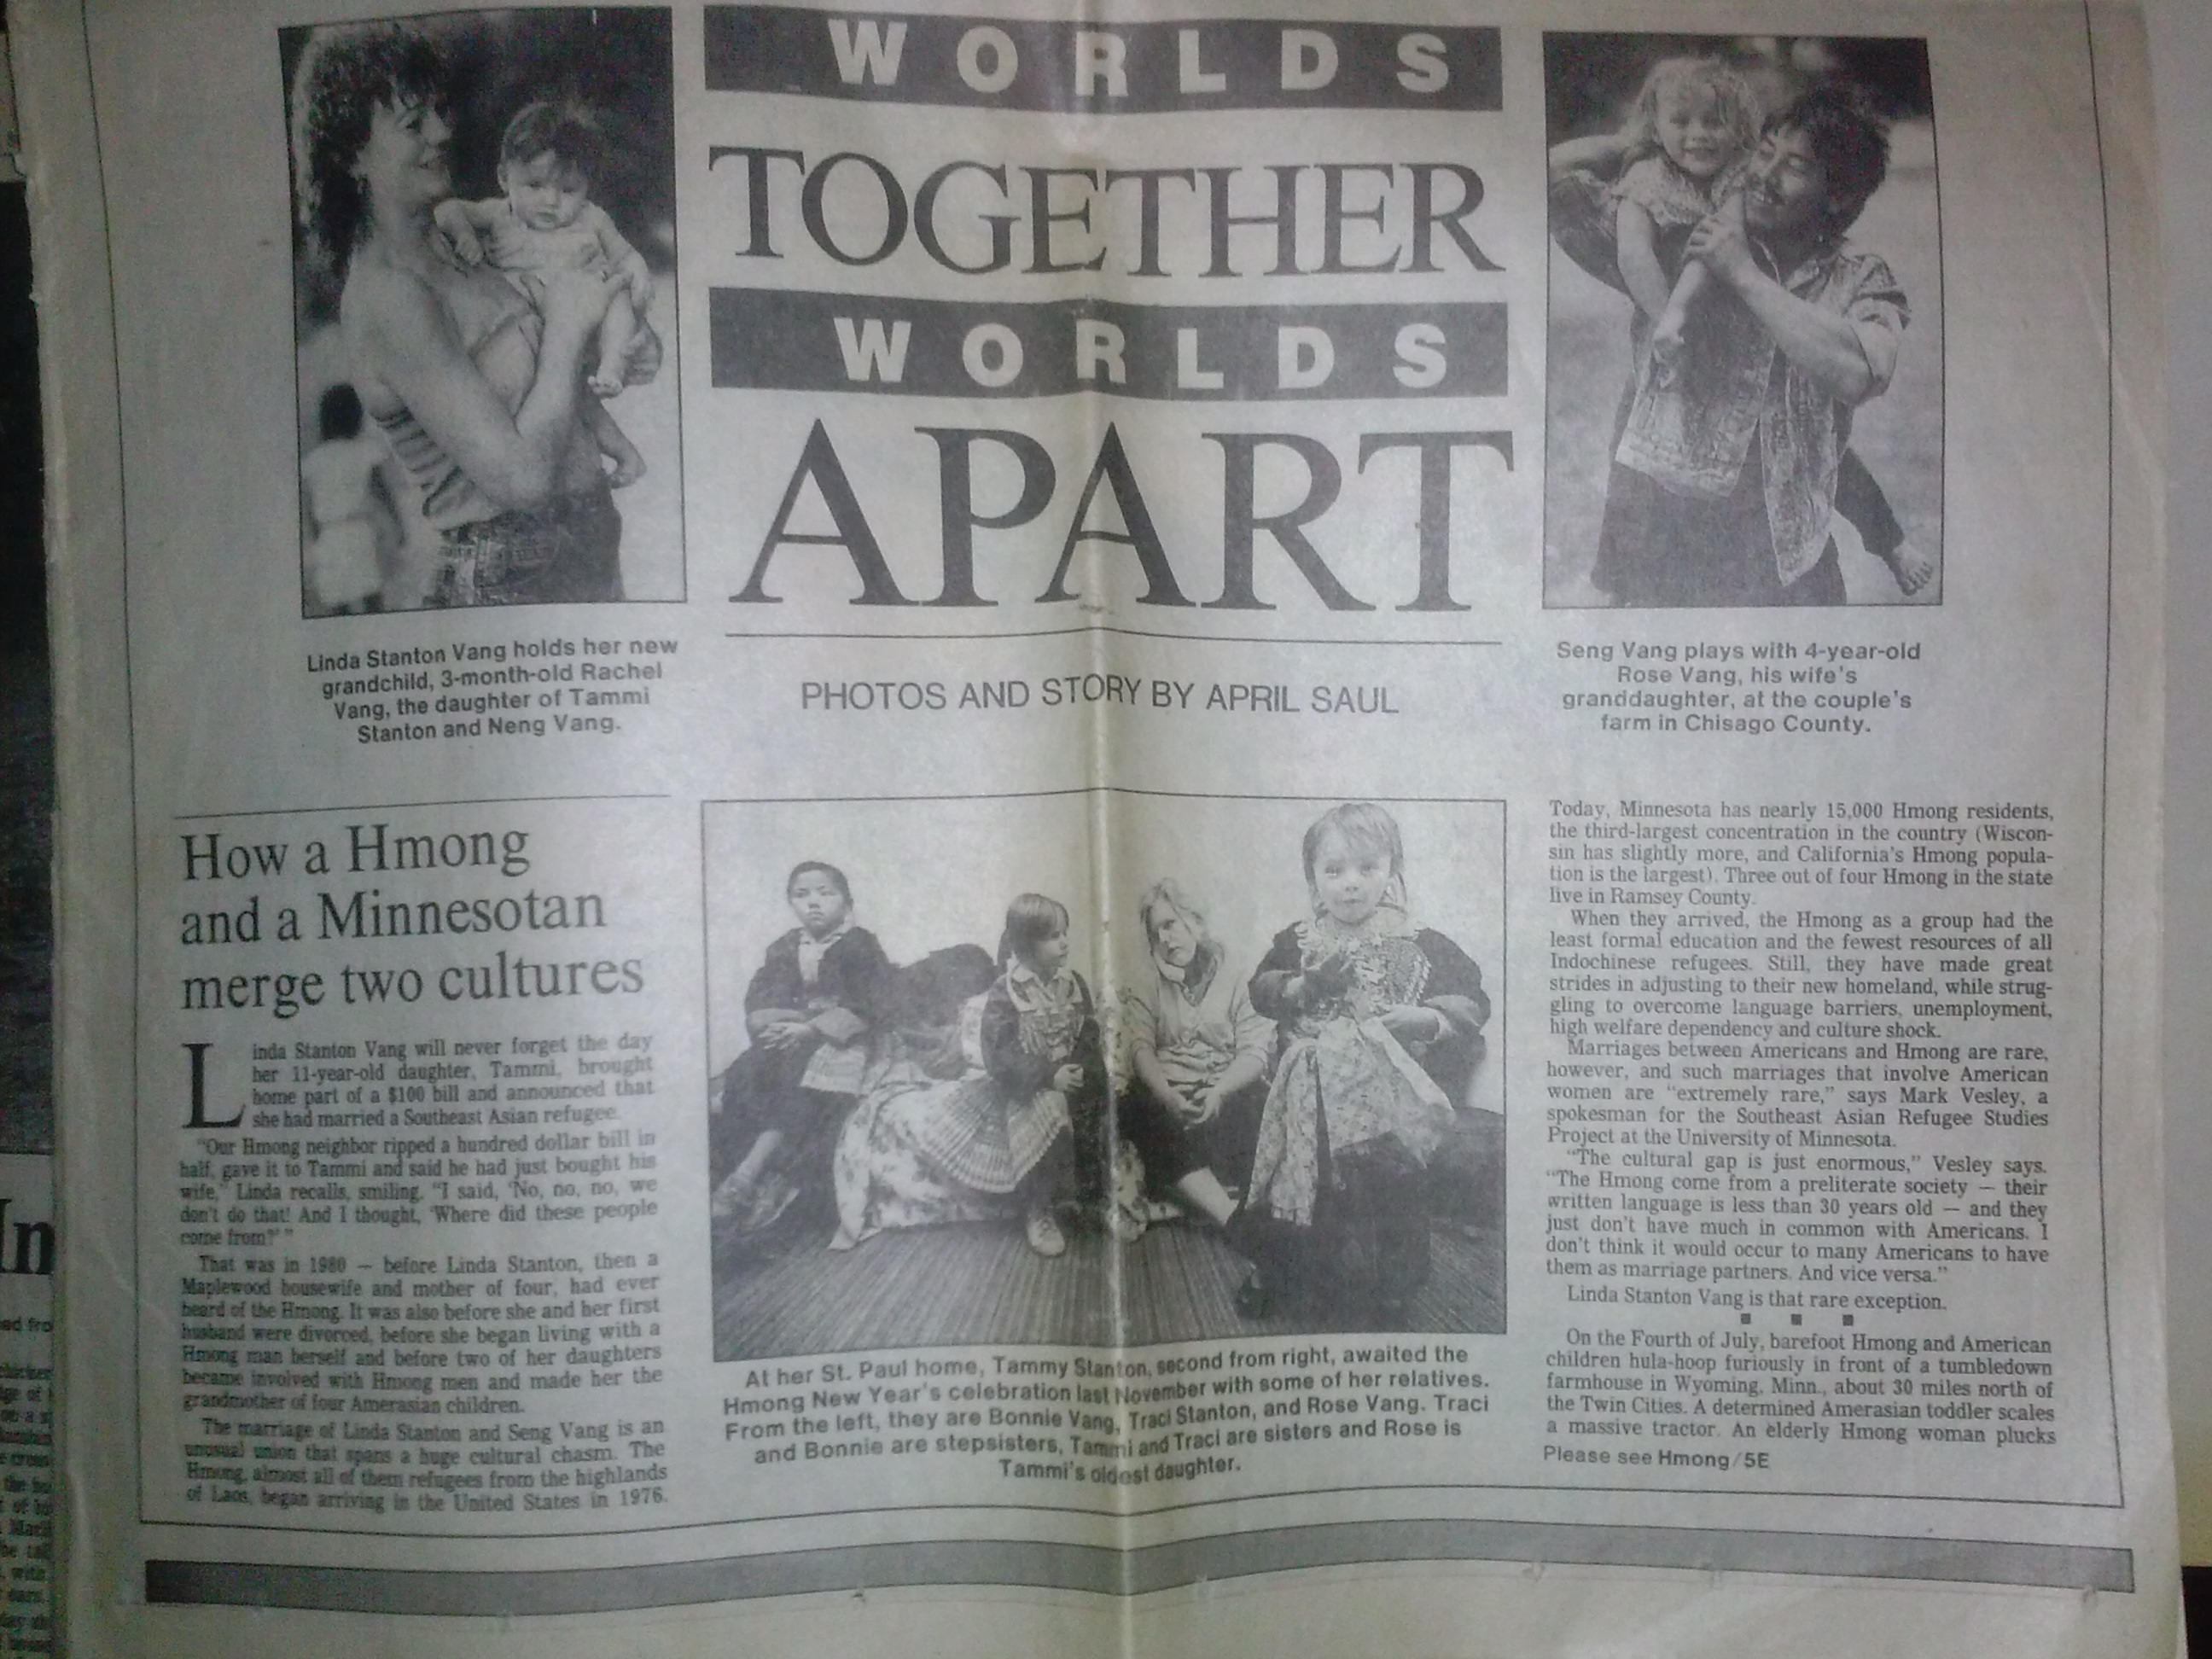 WORLDS
TOGETHER
WORLDS
APART
PHOTOS AND STORY BY APRIL SAUL
Linda Stanton Vang holds her new
grandchild, 3-month-old Rachel
Vang, the daughter of Tammi
Stanton and Neng Vang.
Seng Vang plays with 4-year-old
Rose Vang, his wife's
granddaughter, at the couple's
farm in Chisago County.
How a Hmong
and a Minnesotan
merge two cultures
Linda Stanton Vang will never forget the day
her 11-year-old daughter, Tammi, brought
home part of a $100 bill and announced that
she had married a Southeast Asian refugee.
"Our Hmong neighbor ripped a hundred dollar bill in
half, gave it to Tammi and said he had just bought his
wife," Linda recalls, smiling. "I said, 'No, no, no, we
don't do that! And I thought, 'Where did these people
come from?' "
That was in 1980 — before Linda Stanton, then a
Maplewood housewife and mother of four, had ever
heard of the Hmong. It was also before she and her first
husband were divorced, before she began living with a
Hmong man herself and before two of her daughters
became involved with Hmong men and made her the
grandmother of four Amerasian children.
The marriage of Linda Stanton and Seng Vang is an
unusual union that spans a huge cultural chasm. The
Hmong, almost all of them refugees from the highlands
of Laos, began arriving in the United States in 1976.
At her St. Paul home, Tammy Stanton, second from right, awaited the
Hmong New Year's celebration last November with some of her relatives.
From the left, they are Bonnie Vang, Traci Stanton, and Rose Vang. Traci
and Bonnie are stepsisters, Tammi and Traci are sisters and Rose is
Tammi's oldest daughter.
Today, Minnesota has nearly 15,000 Hmong residents,
the third-largest concentration in the country (Wiscon-
sin has slightly more, and California's Hmong popula-
tion is the largest). Three out of four Hmong in the state
live in Ramsey County.
When they arrived, the Hmong as a group had the
least formal education and the fewest resources of all
Indochinese refugees. Still, they have made great
strides in adjusting to their new homeland, while strug-
gling to overcome language barriers, unemployment,
high welfare dependency and culture shock.
Marriages between Americans and Hmong are rare,
however, and such marriages that involve American
women are "extremely rare," says Mark Vesley, a
spokesman for the Southeast Asian Refugee Studies
Project at the University of Minnesota.
"The cultural gap is just enormous," Vesley says.
"The Hmong come from a preliterate society — their
written language is less than 30 years old — and they
just don't have much in common with Americans. I
don't think it would occur to many Americans to have
them as marriage partners. And vice versa."
Linda Stanton Vang is that rare exception.
On the Fourth of July, barefoot Hmong and American
children hula-hoop furiously in front of a tumbledown
farmhouse in Wyoming, Minn., about 30 miles north of
the Twin Cities. A determined Amerasian toddler scales
a massive tractor. An elderly Hmong woman plucks
Please see Hmong/5E